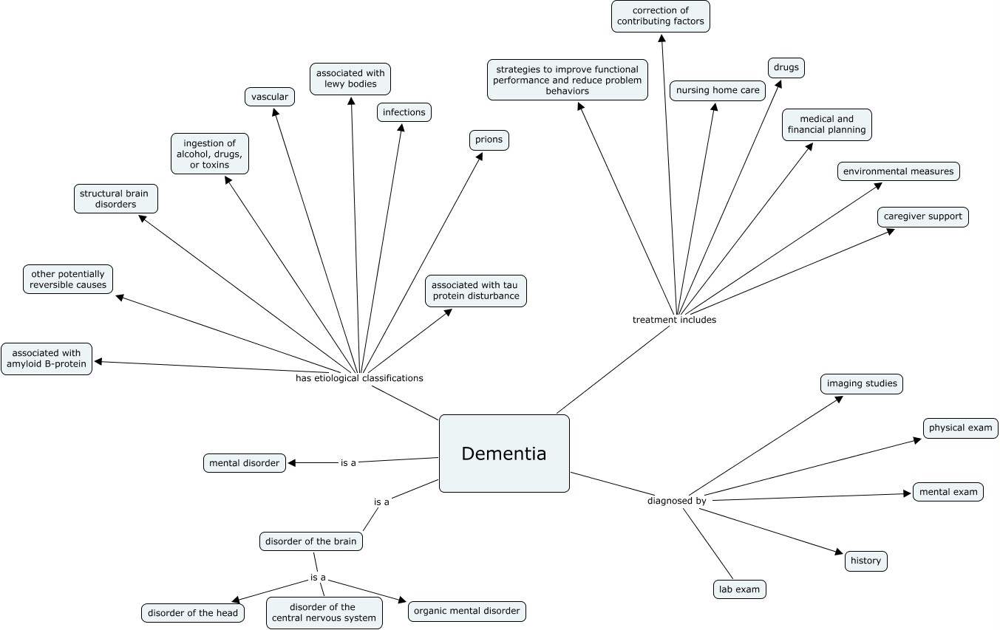 correction of
contributing factors
strategies to improve functional
performance and reduce problem
behaviors
drugs
associated with
lewy bodies
nursing home care
vascular
infections
medical and
financial planning
prions
ingestion of
alcohol, drugs,
or toxins
environmental measures
structural brain
disorders
caregiver support
other potentially
reversible causes
associated with tau
protein disturbance
treatment includes
associated with
amyloid B-protein
has etiological classifications
imaging studies
physical exam
Dementia
mental disorder
is a
mental exam
is a
diagnosed by
disorder of the brain
history
is a
lab exam
disorder of the head
disorder of the
central nervous system
organic mental disorder